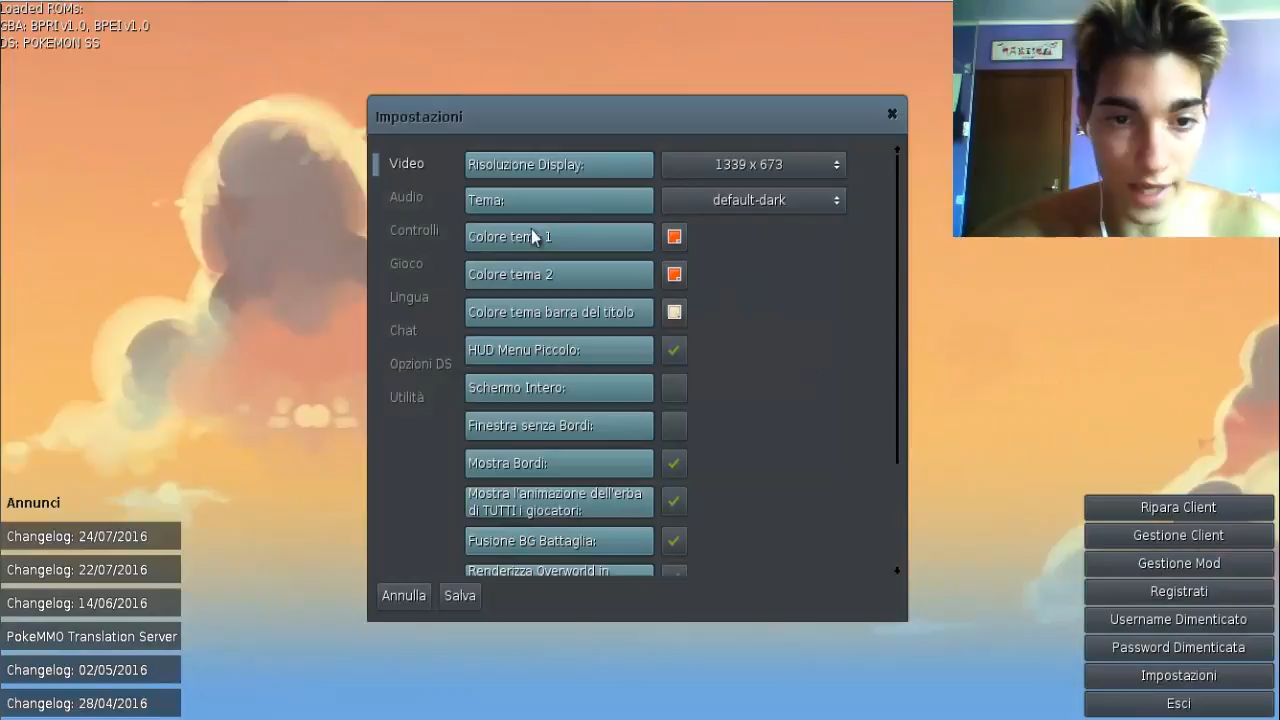 Loaded ROMs:
GBA: BPRI v1.0, BPEI v1.0
DS: POKEMON SS
Impostazioni
Video
Audio
Controlli
Gioco
Lingua
Chat
Opzioni DS
Utilità
Risoluzione Display:
1339 x 673
Tema:
default-dark
Colore tema 1
Colore tema 2
Colore tema barra del titolo
HUD Menu Piccolo:
Schermo Intero:
Finestra senza Bordi:
Mostra Bordi:
Mostra l'animazione dell'erba
di TUTTI i giocatori:
Fusione BG Battaglia:
Renderizza Overworld in
Annulla
Salva
Annunci
Changelog: 24/07/2016
Changelog: 22/07/2016
Changelog: 14/06/2016
PokeMMO Translation Server
Changelog: 02/05/2016
Changelog: 28/04/2016
Ripara Client
Gestione Client
Gestione Mod
Registrati
Username Dimenticato
Password Dimenticata
Impostazioni
Esci